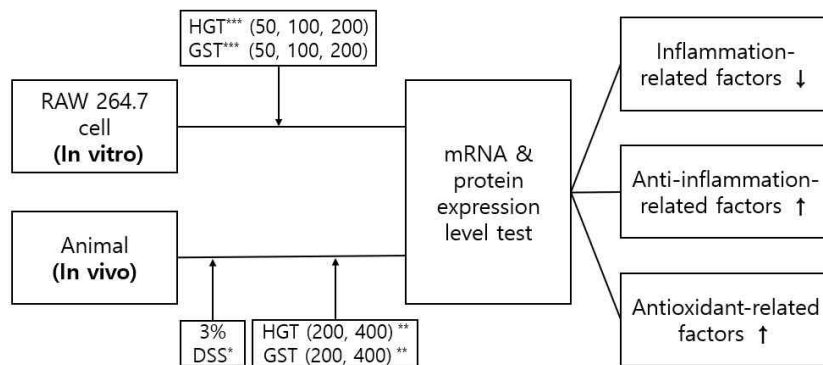 HGT*** (50, 100, 200)
GST*** (50, 100, 200)
RAW 264.7
cell
(In vitro)
Animal
(In vivo)
3%
DSS*
HGT (200, 400) **
GST (200, 400) **
mRNA &
protein
expression
level test
Inflammation-
related factors ↓
Anti-inflammation-
related factors ↑
Antioxidant-related
factors ↑